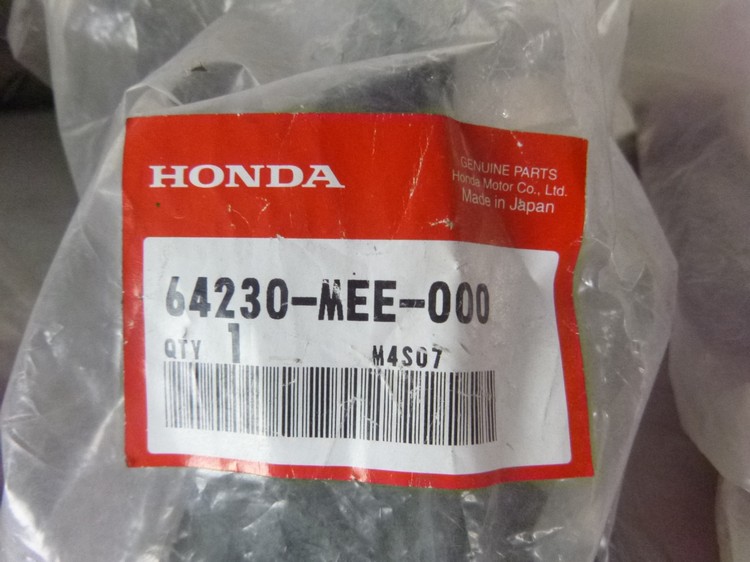 HONDA
GENUINE PARTS
Honda Motor Co., Ltd.
Made in Japan
64230-MEE-000
QTY 1 M4S07